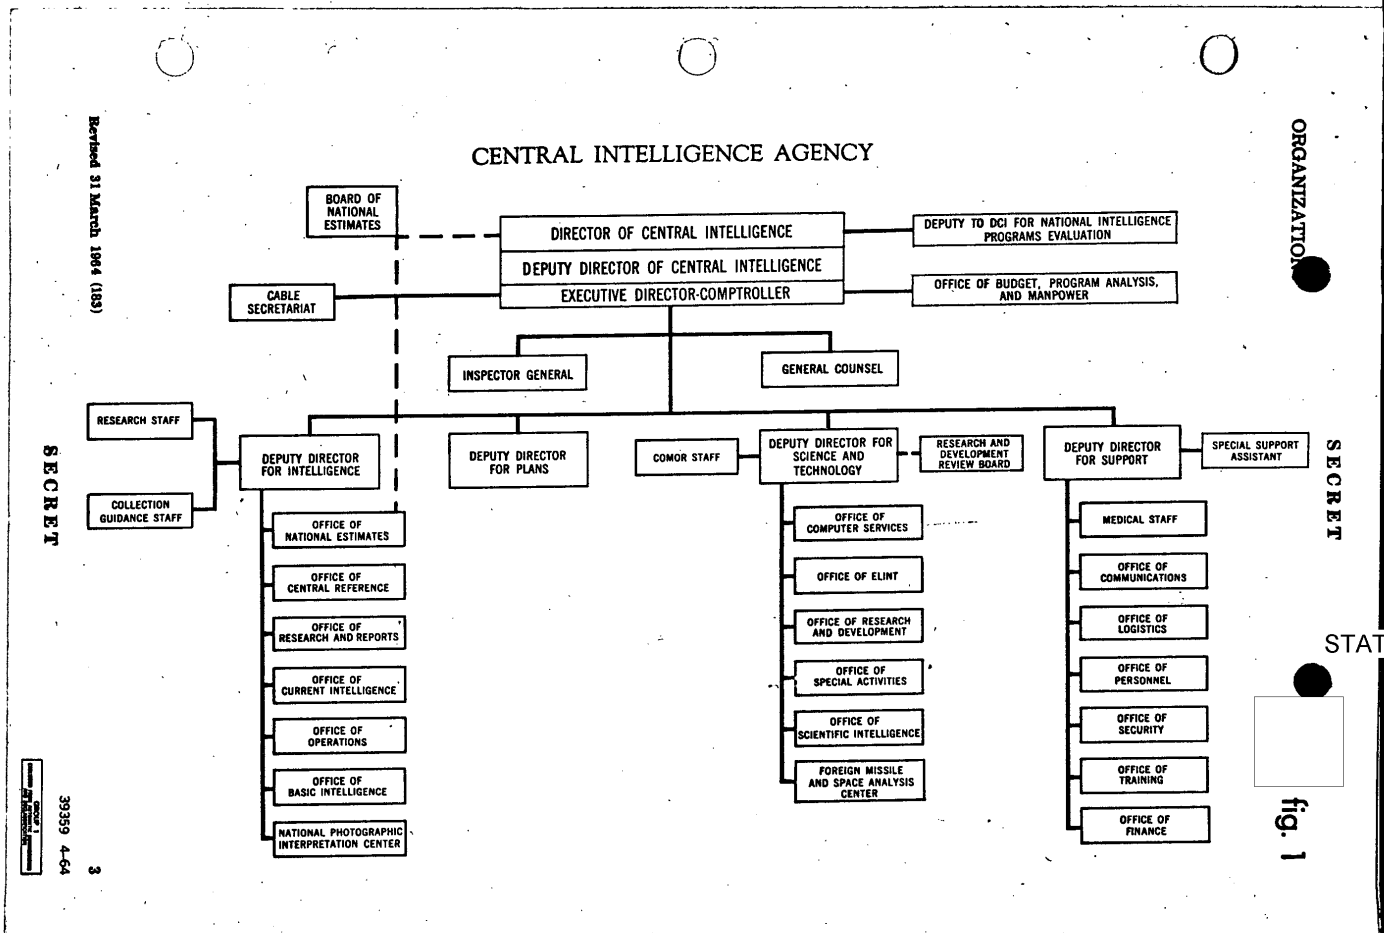 CENTRAL INTELLIGENCE AGENCY
ORGANIZATION
Revised 31 March 1964 (183)
BOARD OF
NATIONAL
ESTIMATES
DIRECTOR OF CENTRAL INTELLIGENCE
DEPUTY DIRECTOR OF CENTRAL INTELLIGENCE
EXECUTIVE DIRECTOR-COMPTROLLER
DEPUTY TO DCI FOR NATIONAL INTELLIGENCE
PROGRAMS EVALUATION
CABLE
SECRETARIAT
OFFICE OF BUDGET, PROGRAM ANALYSIS,
AND MANPOWER
INSPECTOR GENERAL
GENERAL COUNSEL
RESEARCH STAFF
COLLECTION
GUIDANCE STAFF
DEPUTY DIRECTOR
FOR INTELLIGENCE
DEPUTY DIRECTOR
FOR PLANS
COMOR STAFF
DEPUTY DIRECTOR FOR
SCIENCE AND
TECHNOLOGY
RESEARCH AND
DEVELOPMENT
REVIEW BOARD
DEPUTY DIRECTOR
FOR SUPPORT
SPECIAL SUPPORT
ASSISTANT
SECRET
SECRET
OFFICE OF
NATIONAL ESTIMATES
OFFICE OF
CENTRAL REFERENCE
OFFICE OF
RESEARCH AND REPORTS
OFFICE OF
CURRENT INTELLIGENCE
OFFICE OF
OPERATIONS
OFFICE OF
BASIC INTELLIGENCE
NATIONAL PHOTOGRAPHIC
INTERPRETATION CENTER
OFFICE OF
COMPUTER SERVICES
OFFICE OF ELINT
OFFICE OF RESEARCH
AND DEVELOPMENT
OFFICE OF
SPECIAL ACTIVITIES
OFFICE OF
SCIENTIFIC INTELLIGENCE
FOREIGN MISSILE
AND SPACE ANALYSIS
CENTER
MEDICAL STAFF
OFFICE OF
COMMUNICATIONS
OFFICE OF
LOGISTICS
OFFICE OF
PERSONNEL
OFFICE OF
SECURITY
OFFICE OF
TRAINING
OFFICE OF
FINANCE
STAT
fig. 1
39359 4-64
3
GROUP 1